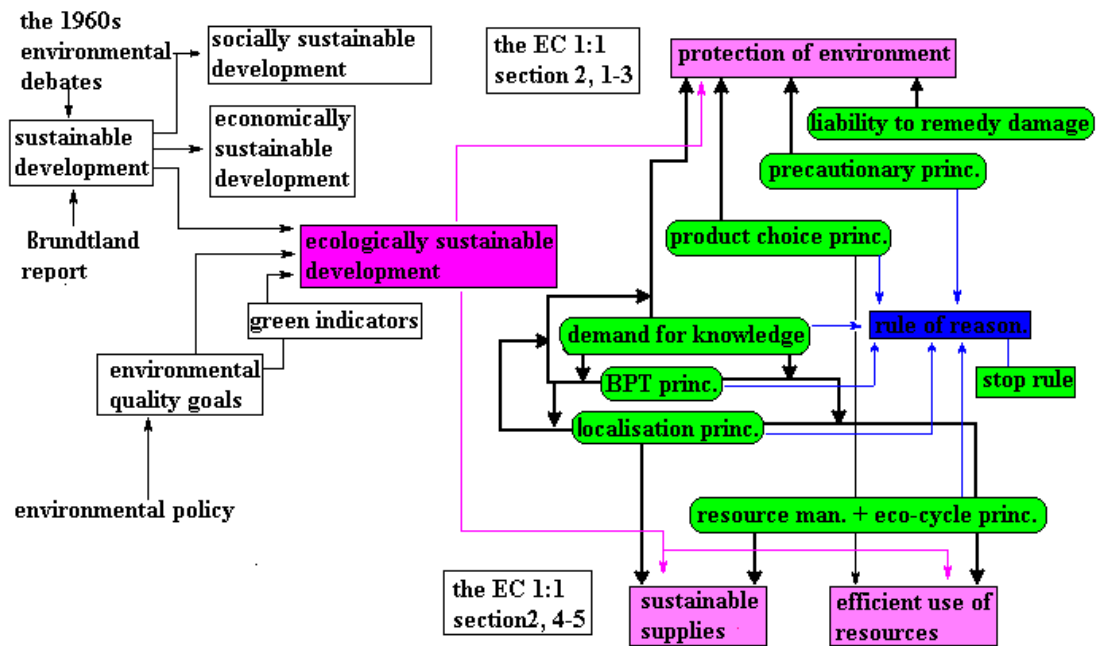 the 1960s
environmental
debates
socially sustainable
development
the EC 1:1
section 2, 1-3
protection of environment
liability to remedy damage
economically
sustainable
development
sustainable
development
precautionary princ.
Brundtland
report
product choice princ.
ecologically sustainable
development
green indicators
demand for knowledge
rule of reason.
environmental
quality goals
BPT princ.
stop rule
localisation princ.
environmental policy
resource man. + eco-cycle princ.
the EC 1:1
section2, 4-5
sustainable
supplies
efficient use of
resources